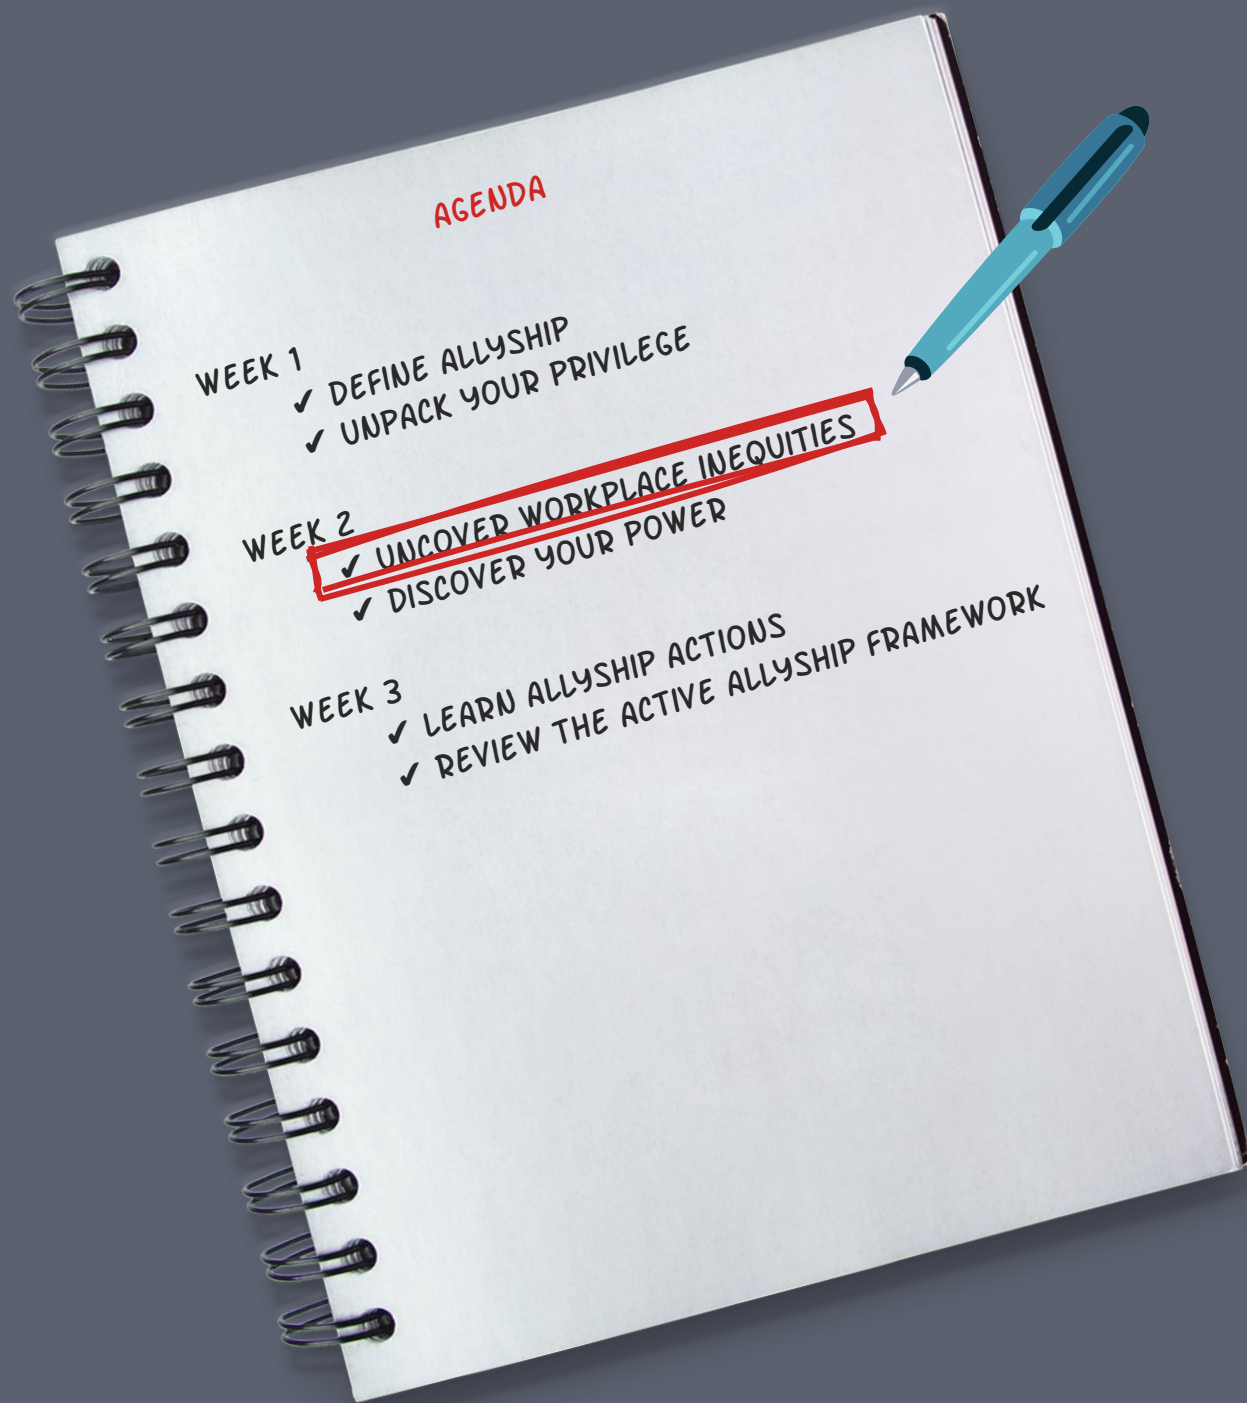 AGENDA
WEEK 1
✔ DEFINE ALLYSHIP
✔ UNPACK YOUR PRIVILEGE
WEEK 2
✔ UNCOVER WORKPLACE INEQUITIES
✔ DISCOVER YOUR POWER
WEEK 3
✔ LEARN ALLYSHIP ACTIONS
✔ REVIEW THE ACTIVE ALLYSHIP FRAMEWORK